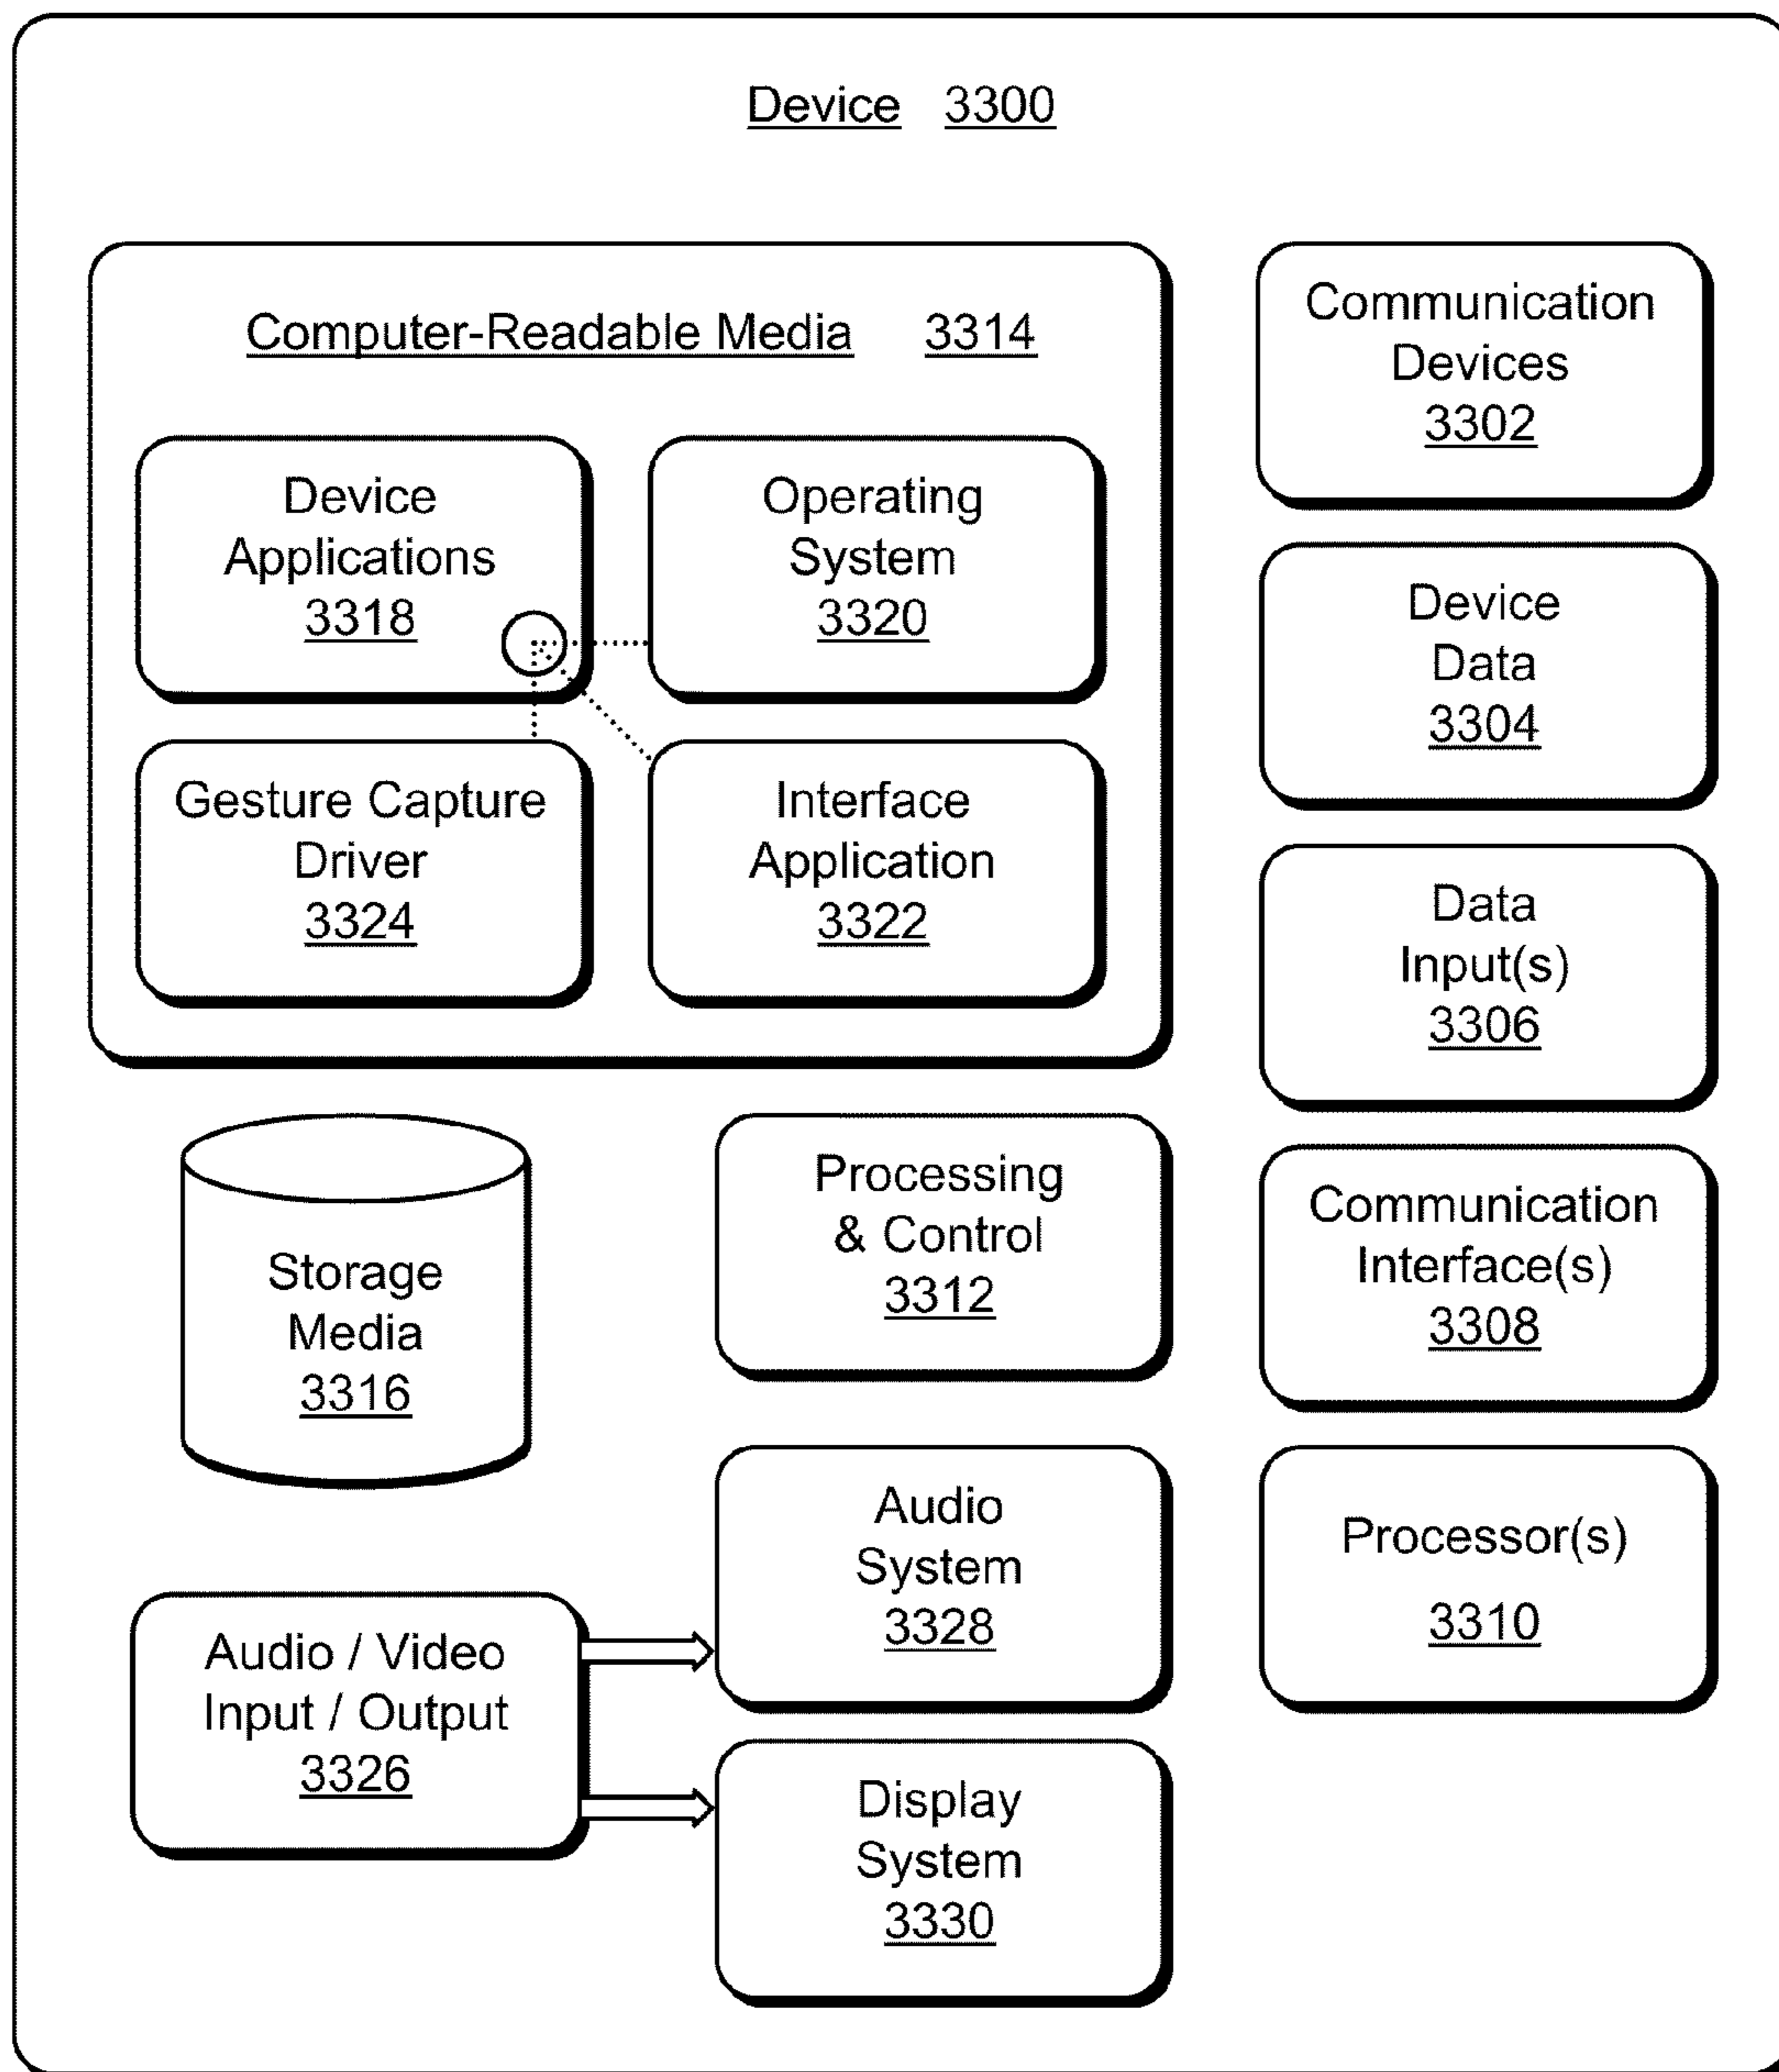 Device 3300
Computer-Readable Media 3314
Device
Applications
3318
Operating
System
3320
Gesture Capture
Driver
3324
Interface
Application
3322
Communication
Devices
3302
Device
Data
3304
Data
Input(s)
3306
Communication
Interface(s)
3308
Processor(s)
3310
Storage
Media
3316
Processing
& Control
3312
Audio / Video
Input / Output
3326
Audio
System
3328
Display
System
3330